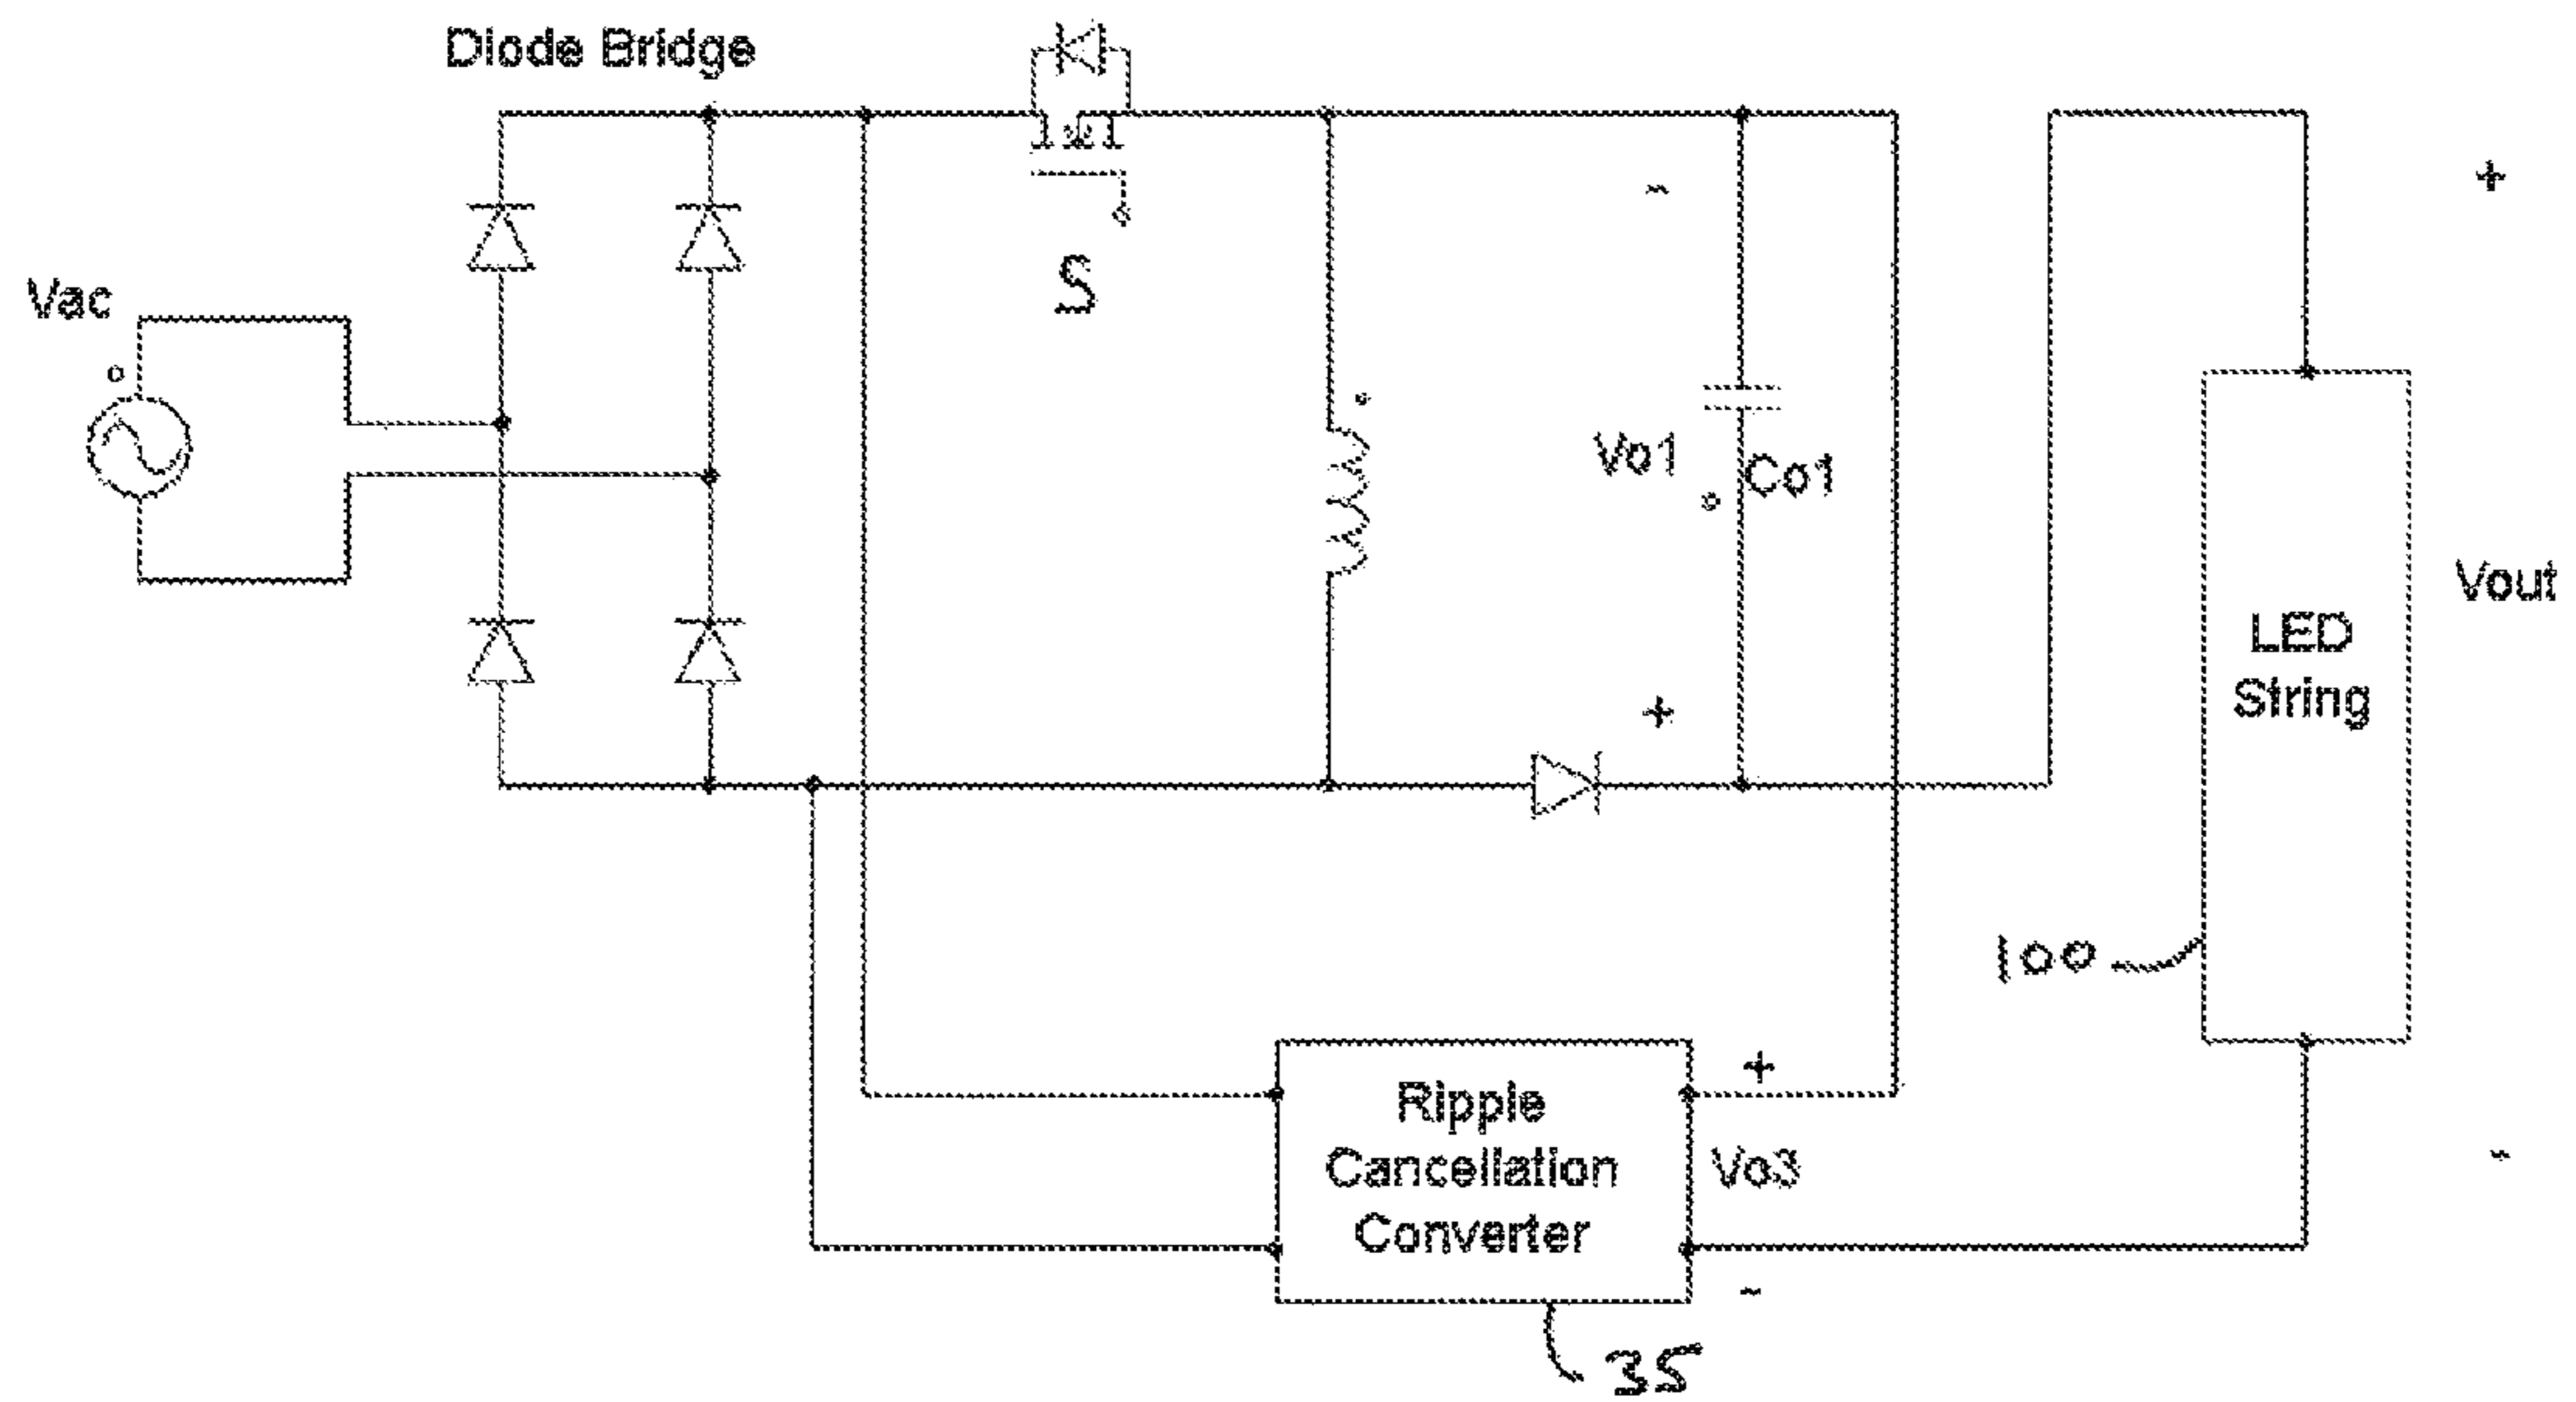 Diode Bridge
Vac
S
-
+
Vo1
Co1
Vout
LED
String
+
100
Ripple
Cancellation
Converter
+
Vo3
-
-
35